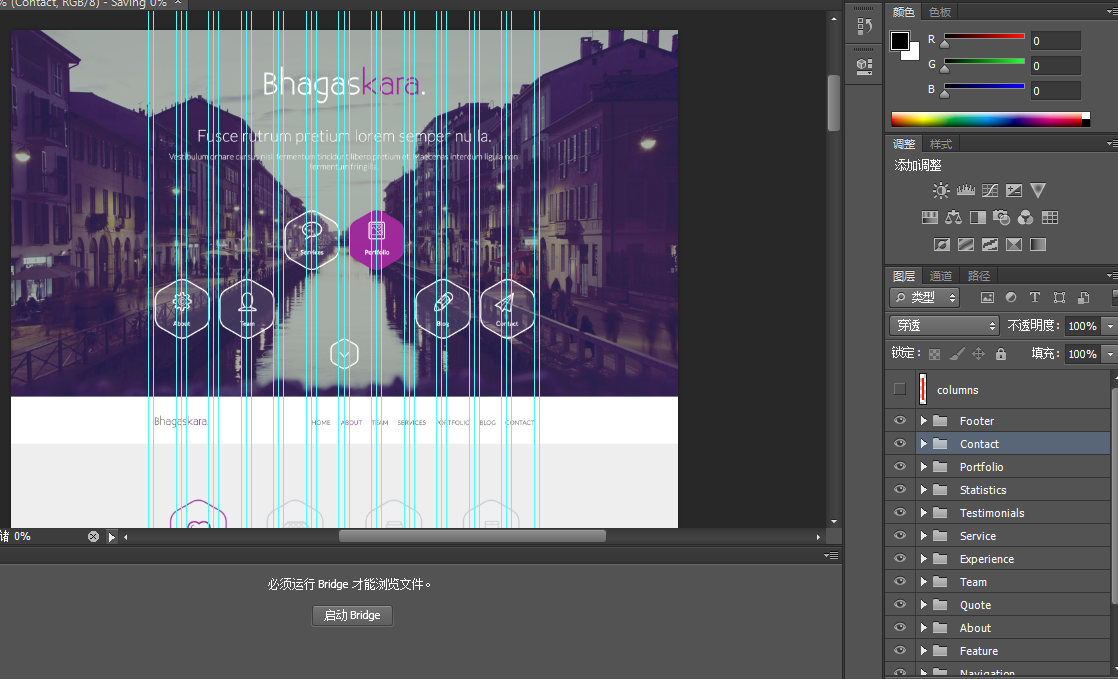 % (Contact, RGB/8) - Saving 0% ×
Bhagaskara.
Fusce rutrum pretium lorem semper nulla.
Vestibulum ornare cursus nisl fermentum tincidunt libero pretium et. Maecenas interdum ligula non
fermentum fringilla
Services
Portfolio
About
Team
Blog
Contact
Bhagaskara.
HOME
ABOUT
TEAM
SERVICES
PORTFOLIO
BLOG
CONTACT
储 0%
必须运行 Bridge 才能浏览文件。
启动 Bridge
颜色 色板
R 0
G 0
B 0
调整 样式
添加调整
图层 通道 路径
类型
穿透 不透明度: 100%
锁定: 填充: 100%
columns
Footer
Contact
Portfolio
Statistics
Testimonials
Service
Experience
Team
Quote
About
Feature
Navigation